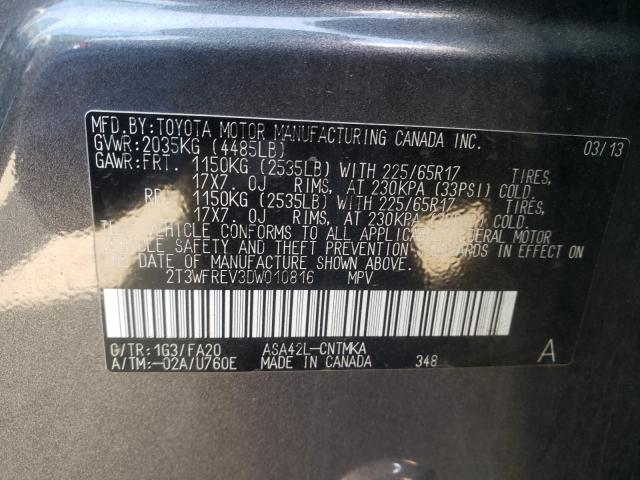 MFD.BY:TOYOTA MOTOR MANUFACTURING CANADA INC.
GVWR:2035KG (4485LB) 03/13
GAWR:FRT. 1150KG (2535LB) WITH 225/65R17 TIRES,
17X7. 0J RIMS, AT 230KPA (33PSI) COLD.
RR. 1150KG (2535LB) WITH 225/65R17 TIRES,
17X7. 0J RIMS, AT 230KPA COLD.
VEHICLE CONFORMS TO ALL FEDERAL MOTOR
VEHICLE SAFETY AND THEFT PREVENTION IN EFFECT ON
THE DATE OF MANUFACTURE SHOWN ABOVE.
2T3WFREV3DW010816 MPV
C/TR: 1G3/FA20 ASA42L-CNTMKA A
A/TM:-02A/U760E MADE IN CANADA 348